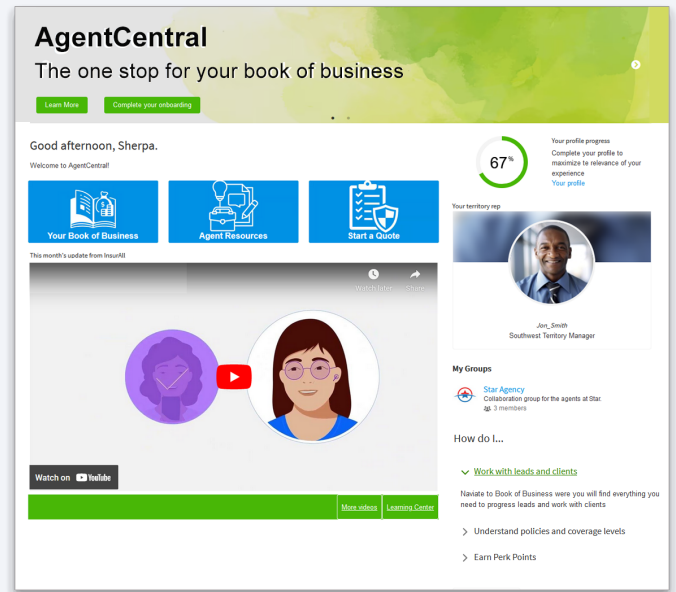 AgentCentral
The one stop for your book of business
Learn More
Complete your onboarding
Good afternoon, Sherpa.
Welcome to AgentCentral!
Your Book of Business
Agent Resources
Start a Quote
This month's update from InsurAll
Watch later
Share
Watch on YouTube
More videos
Learning Center
67%
Your profile progress
Complete your profile to
maximize te relevance of your
experience
Your profile
Your territory rep
Jon_Smith
Southwest Territory Manager
My Groups
Star Agency
Collaboration group for the agents at Star.
3 members
How do I...
Work with leads and clients
Naviate to Book of Business were you will find everything you
need to progress leads and work with clients
Understand policies and coverage levels
Earn Perk Points